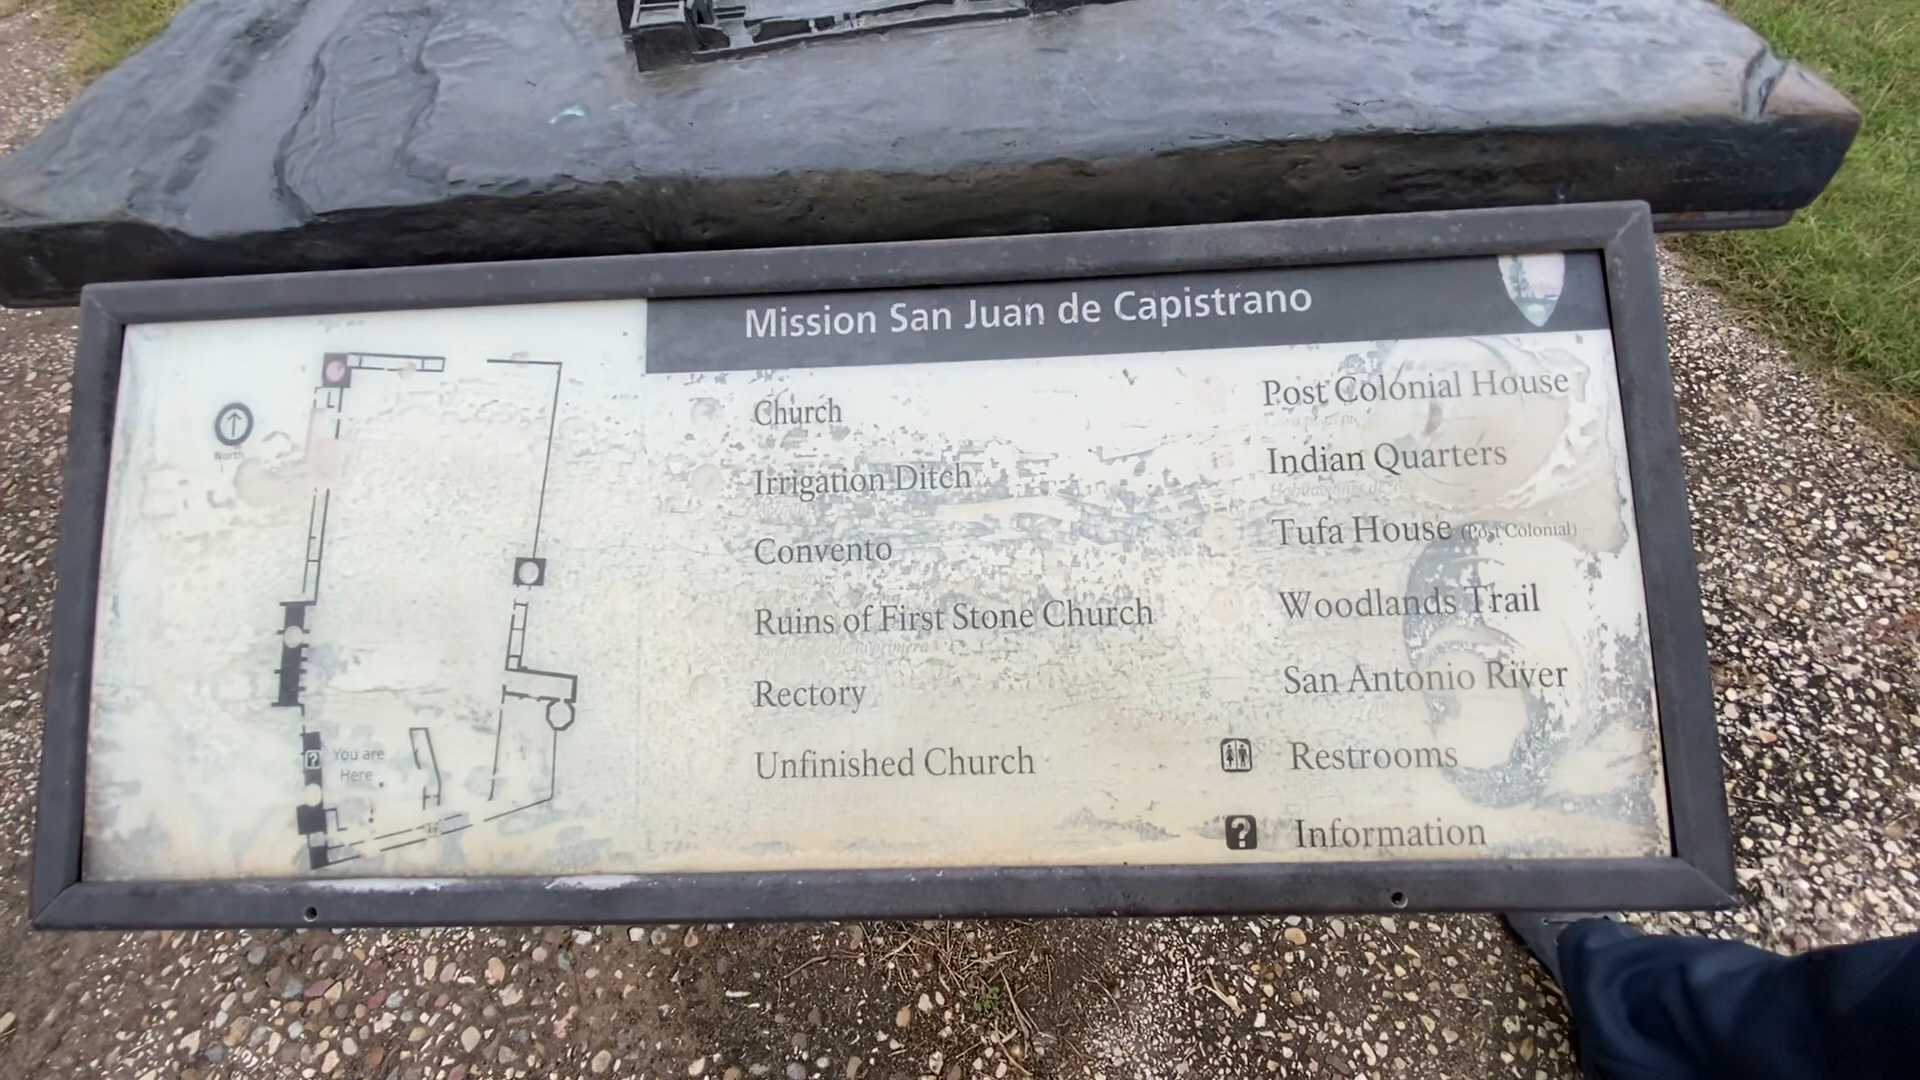 Mission San Juan de Capistrano
North
You are
Here
Church
Irrigation Ditch
Convento
Ruins of First Stone Church
Rectory
Unfinished Church
Post Colonial House
Indian Quarters
Tufa House (Post Colonial)
Woodlands Trail
San Antonio River
Restrooms
? Information